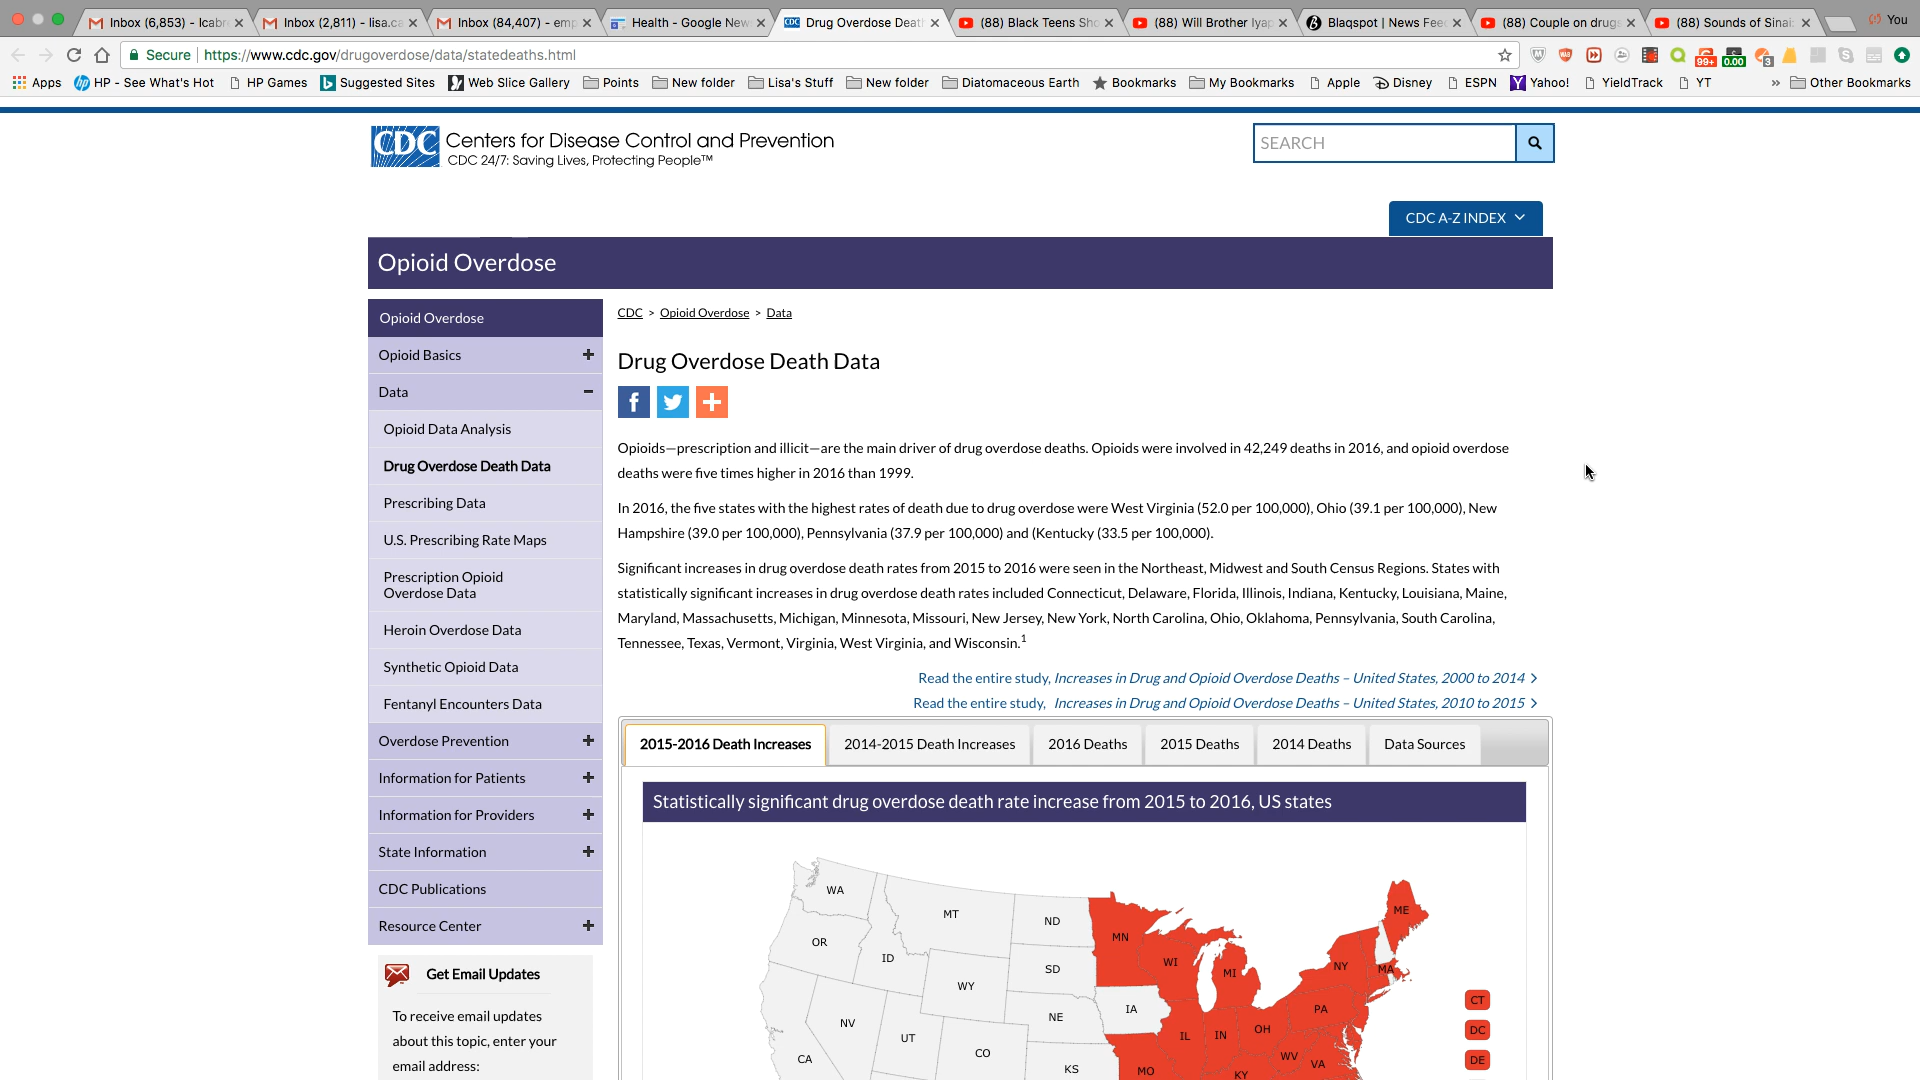 Inbox (6,853) - lcabr
Inbox (2,811) - lisa.ca
Inbox (84,407) - emp
Health - Google New
Drug Overdose Deat
(88) Black Teens Sho
(88) Will Brother Iyap
Blaqspot | News Fee
(88) Couple on drug
(88) Sounds of Sinai
You
Secure https://www.cdc.gov/drugoverdose/data/statedeaths.html
99+ 0.00 3
Apps HP - See What's Hot HP Games Suggested Sites Web Slice Gallery Points New folder Lisa's Stuff New folder Diatomaceous Earth Bookmarks My Bookmarks Apple Disney ESPN Yahoo! YieldTrack YT » Other Bookmarks
CDC Centers for Disease Control and Prevention
CDC 24/7: Saving Lives, Protecting People™
SEARCH
CDC A-Z INDEX
Opioid Overdose
Opioid Overdose
Opioid Basics +
Data −
Opioid Data Analysis
Drug Overdose Death Data
Prescribing Data
U.S. Prescribing Rate Maps
Prescription Opioid
Overdose Data
Heroin Overdose Data
Synthetic Opioid Data
Fentanyl Encounters Data
Overdose Prevention +
Information for Patients +
Information for Providers +
State Information +
CDC Publications
Resource Center +
Get Email Updates
To receive email updates
about this topic, enter your
email address:
CDC > Opioid Overdose > Data
Drug Overdose Death Data
Opioids—prescription and illicit—are the main driver of drug overdose deaths. Opioids were involved in 42,249 deaths in 2016, and opioid overdose
deaths were five times higher in 2016 than 1999.
In 2016, the five states with the highest rates of death due to drug overdose were West Virginia (52.0 per 100,000), Ohio (39.1 per 100,000), New
Hampshire (39.0 per 100,000), Pennsylvania (37.9 per 100,000) and (Kentucky (33.5 per 100,000).
Significant increases in drug overdose death rates from 2015 to 2016 were seen in the Northeast, Midwest and South Census Regions. States with
statistically significant increases in drug overdose death rates included Connecticut, Delaware, Florida, Illinois, Indiana, Kentucky, Louisiana, Maine,
Maryland, Massachusetts, Michigan, Minnesota, Missouri, New Jersey, New York, North Carolina, Ohio, Oklahoma, Pennsylvania, South Carolina,
Tennessee, Texas, Vermont, Virginia, West Virginia, and Wisconsin.1
Read the entire study, Increases in Drug and Opioid Overdose Deaths – United States, 2000 to 2014
Read the entire study, Increases in Drug and Opioid Overdose Deaths – United States, 2010 to 2015
2015-2016 Death Increases 2014-2015 Death Increases 2016 Deaths 2015 Deaths 2014 Deaths Data Sources
Statistically significant drug overdose death rate increase from 2015 to 2016, US states
WA
ME
MT
ND
MN
OR
ID
WI
NY
SD
MI
MA
WY
CT
IA
PA
NE
NV
OH
DC
IL
IN
UT
CO
WV
CA
DE
VA
KS
MO
KY